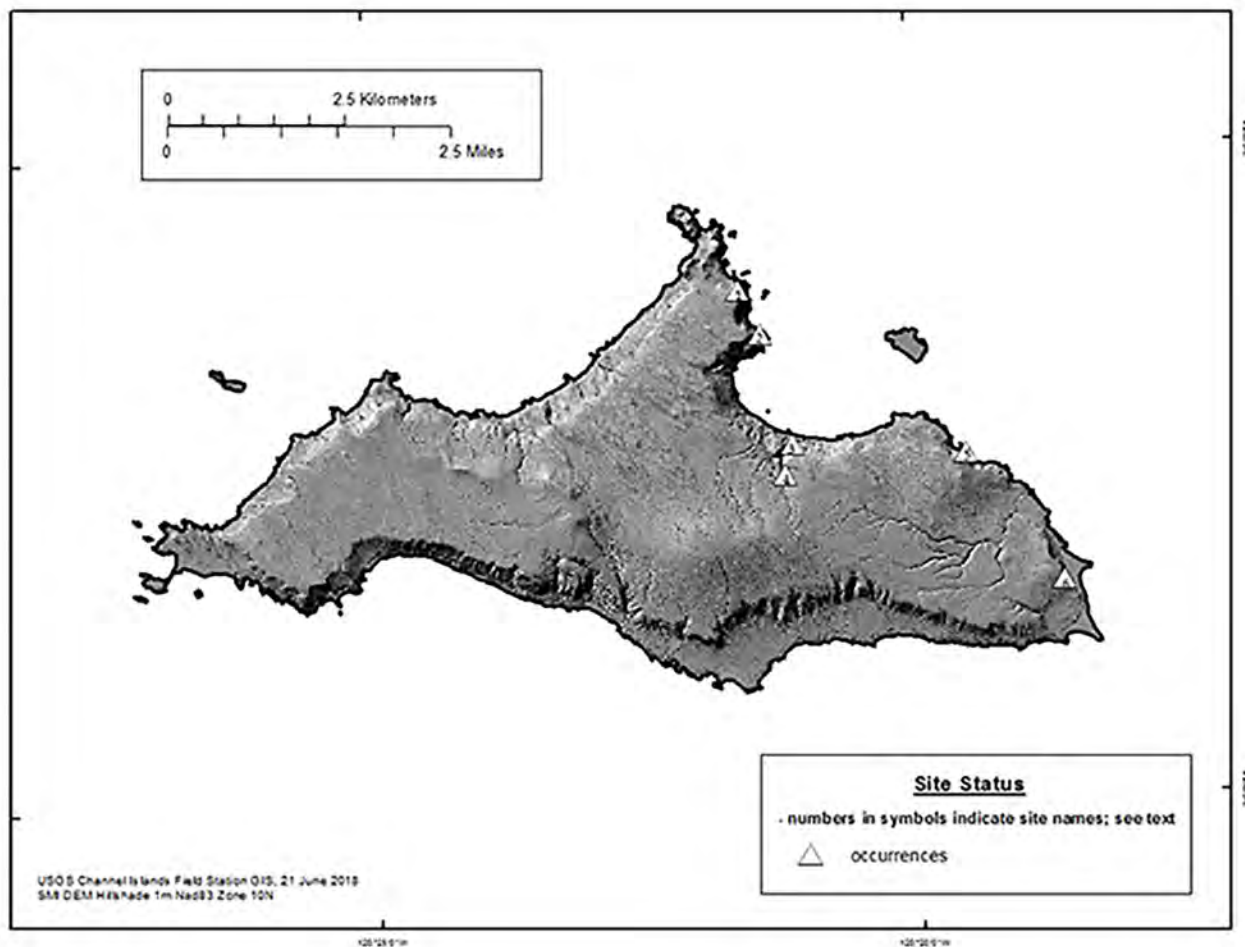 0 2.5 Kilometers
0 2.5 Miles
Site Status
. numbers in symbols indicate site names; see text
occurrences
USGS Channel Islands Field Station GIS, 21 June 2018
SMI DEM Hillshade 1m Nad83 Zone 10N